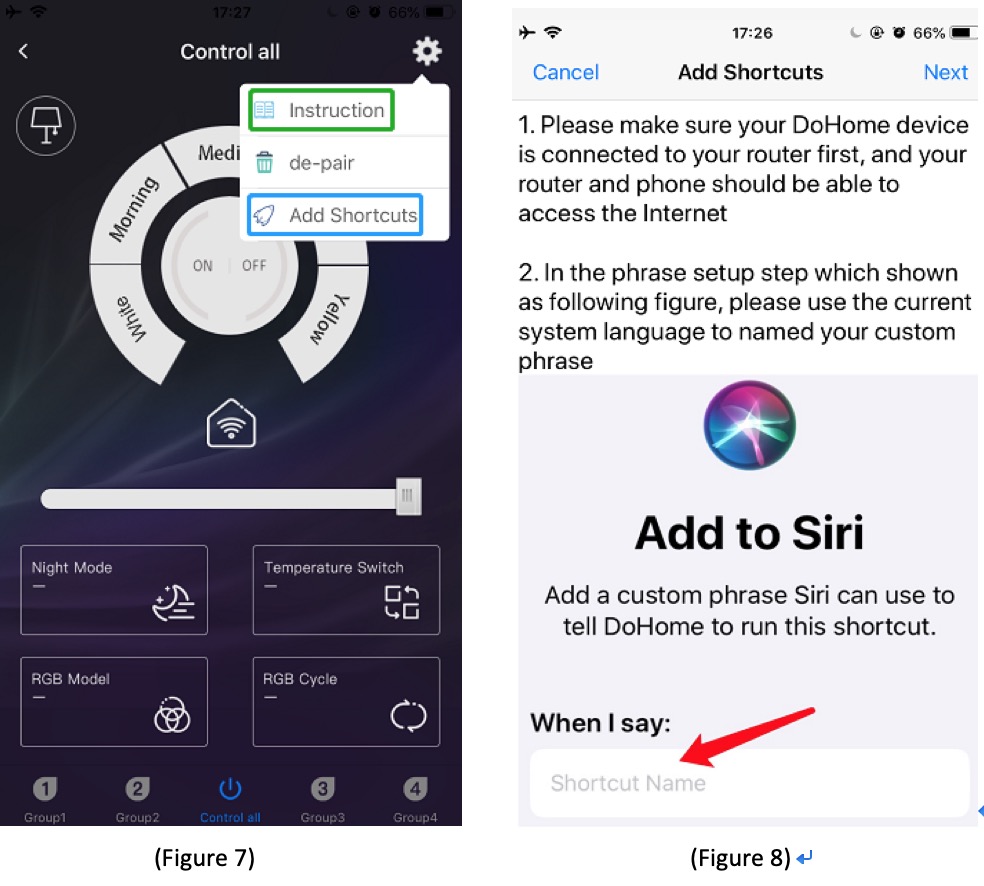 17:27
66%
Control all
Instruction
de-pair
Add Shortcuts
Medi
Morning
White
Yellow
ON | OFF
Night Mode
Temperature Switch
RGB Model
RGB Cycle
1
2
3
4
Group1
Group2
Control all
Group3
Group4
(Figure 7)
17:26
66%
Cancel
Add Shortcuts
Next
1. Please make sure your DoHome device
is connected to your router first, and your
router and phone should be able to
access the Internet
2. In the phrase setup step which shown
as following figure, please use the current
system language to named your custom
phrase
Add to Siri
Add a custom phrase Siri can use to
tell DoHome to run this shortcut.
When I say:
Shortcut Name
(Figure 8)